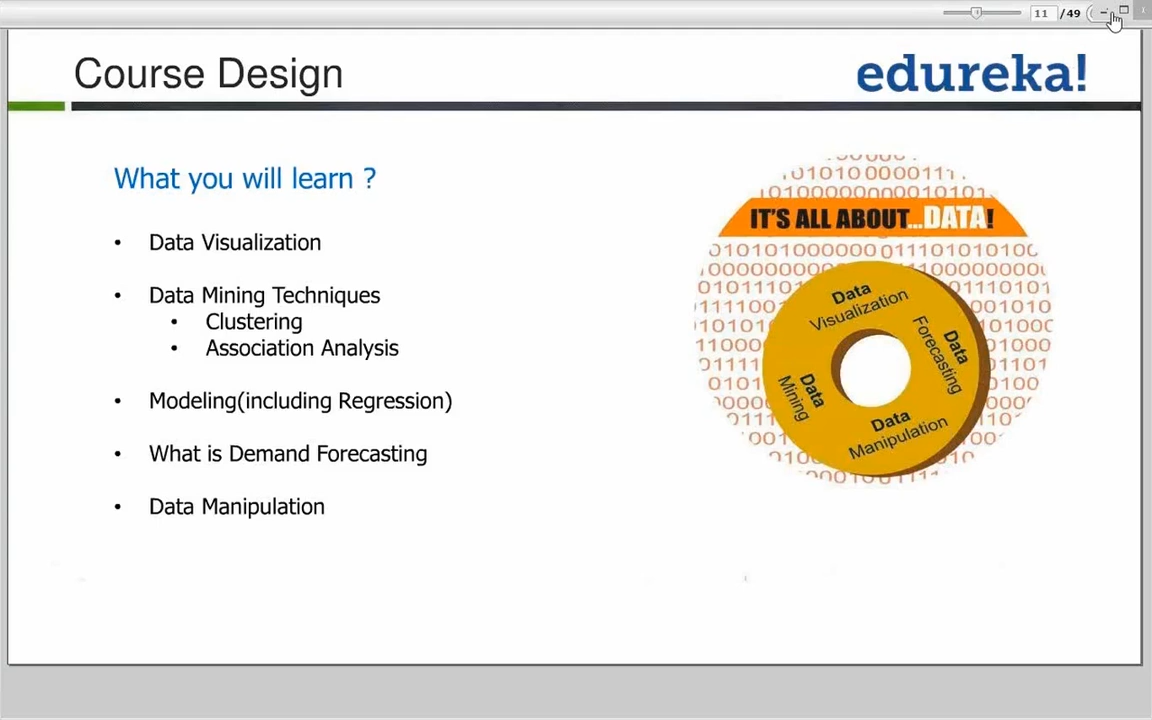 11 /49
Course Design
edureka!
What you will learn ?
• Data Visualization
• Data Mining Techniques
• Clustering
• Association Analysis
• Modeling(including Regression)
• What is Demand Forecasting
• Data Manipulation
IT'S ALL ABOUT...DATA!
Data
Visualization
Data
Forecasting
Data
Manipulation
Data
Mining